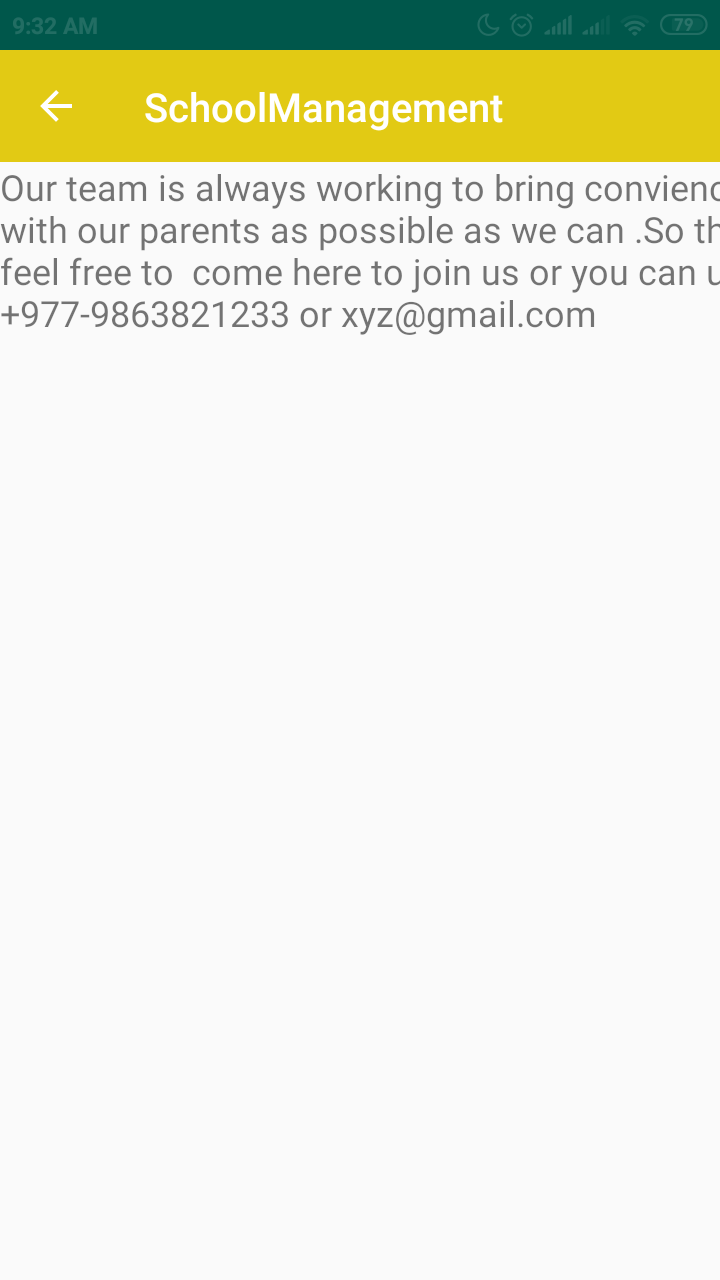 9:32 AM
79
SchoolManagement
Our team is always working to bring convienc
with our parents as possible as we can .So th
feel free to  come here to join us or you can u
+977-9863821233 or xyz@gmail.com